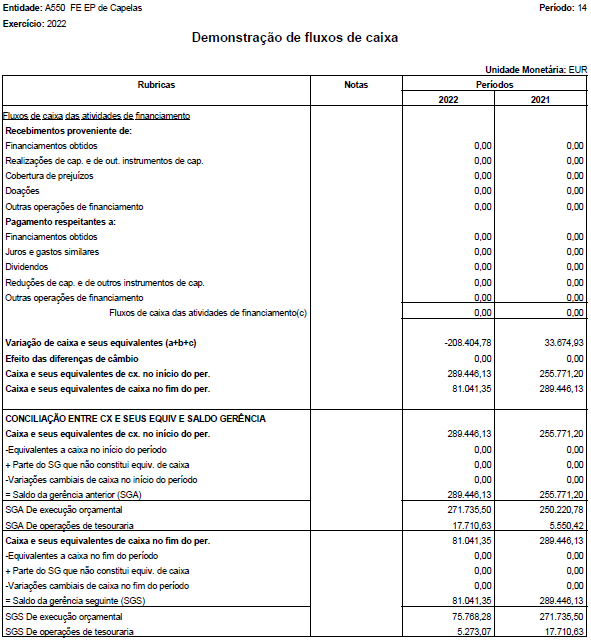 Entidade: A550 FE EP de Capelas Período: 14
Exercício: 2022
Demonstração de fluxos de caixa
Unidade Monetária: EUR
Rubricas Notas Períodos
2022 2021
Fluxos de caixa das atividades de financiamento
Recebimentos proveniente de:
Financiamentos obtidos 0,00 0,00
Realizações de cap. e de out. instrumentos de cap. 0,00 0,00
Cobertura de prejuízos 0,00 0,00
Doações 0,00 0,00
Outras operações de financiamento 0,00 0,00
Pagamento respeitantes a:
Financiamentos obtidos 0,00 0,00
Juros e gastos similares 0,00 0,00
Dividendos 0,00 0,00
Reduções de cap. e de outros instrumentos de cap. 0,00 0,00
Outras operações de financiamento 0,00 0,00
Fluxos de caixa das atividades de financiamento(c) 0,00 0,00
Variação de caixa e seus equivalentes (a+b+c) -208.404,78 33.674,93
Efeito das diferenças de câmbio 0,00 0,00
Caixa e seus equivalentes de cx. no início do per. 289.446,13 255.771,20
Caixa e seus equivalentes de caixa no fim do per. 81.041,35 289.446,13
CONCILIAÇÃO ENTRE CX E SEUS EQUIV E SALDO GERÊNCIA
Caixa e seus equivalentes de cx. no início do per. 289.446,13 255.771,20
-Equivalentes a caixa no início do período 0,00 0,00
+ Parte do SG que não constitui equiv. de caixa 0,00 0,00
-Variações cambiais de caixa no início do período 0,00 0,00
= Saldo da gerência anterior (SGA) 289.446,13 255.771,20
SGA De execução orçamental 271.735,50 250.220,78
SGA De operações de tesouraria 17.710,63 5.550,42
Caixa e seus equivalentes de caixa no fim do per. 81.041,35 289.446,13
-Equivalentes a caixa no fim do período 0,00 0,00
+ Parte do SG que não constitui equiv. de caixa 0,00 0,00
-Variações cambiais de caixa no fim do período 0,00 0,00
= Saldo da gerência seguinte (SGS) 81.041,35 289.446,13
SGS De execução orçamental 75.768,28 271.735,50
SGS De operações de tesouraria 5.273,07 17.710,63